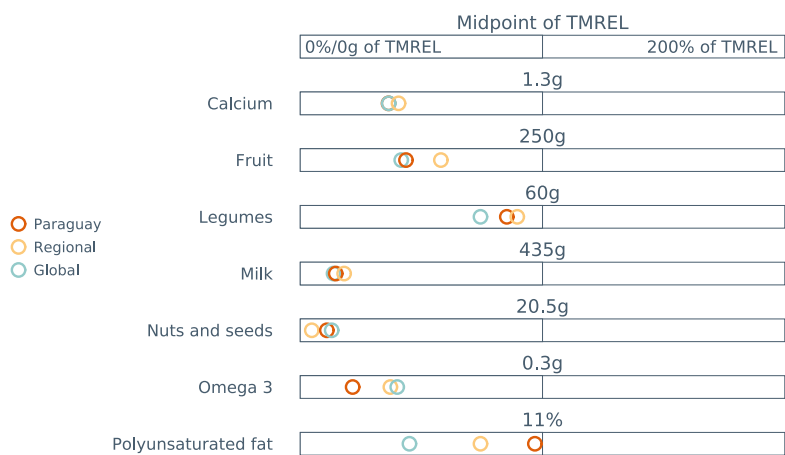 Midpoint of TMREL
0%/0g of TMREL
200% of TMREL
1.3g
Calcium
250g
Fruit
60g
Legumes
Paraguay
Regional
Global
435g
Milk
20.5g
Nuts and seeds
0.3g
Omega 3
11%
Polyunsaturated fat